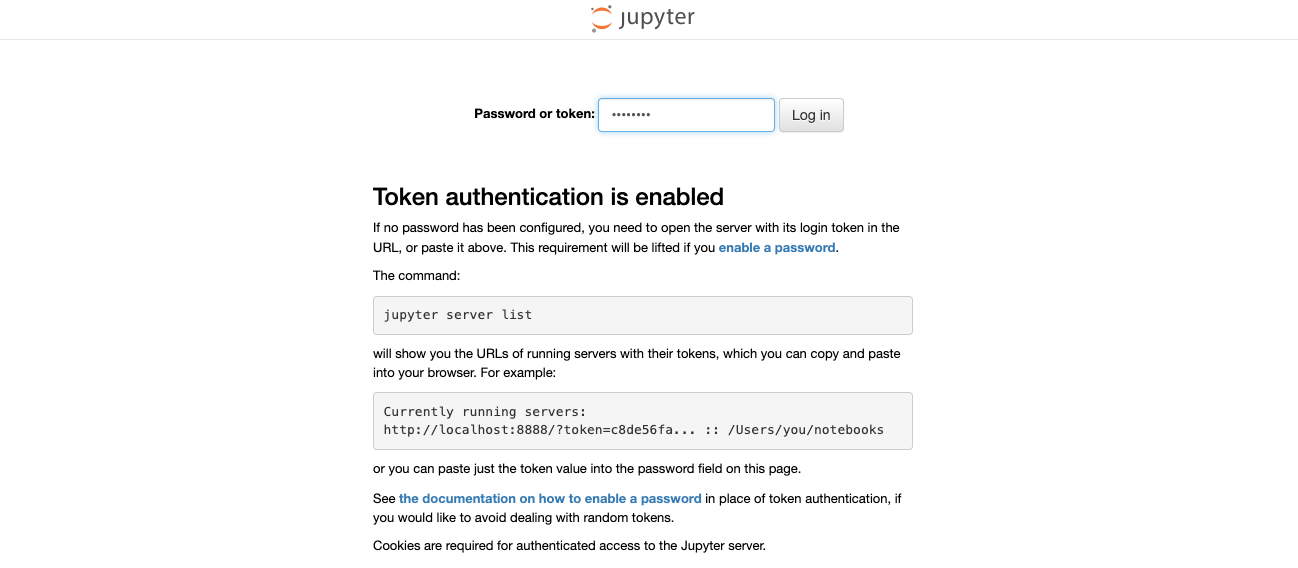 jupyter
Password or token: ········ Log in
Token authentication is enabled
If no password has been configured, you need to open the server with its login token in the
URL, or paste it above. This requirement will be lifted if you enable a password.
The command:
jupyter server list
will show you the URLs of running servers with their tokens, which you can copy and paste
into your browser. For example:
Currently running servers:
http://localhost:8888/?token=c8de56fa... :: /Users/you/notebooks
or you can paste just the token value into the password field on this page.
See the documentation on how to enable a password in place of token authentication, if
you would like to avoid dealing with random tokens.
Cookies are required for authenticated access to the Jupyter server.